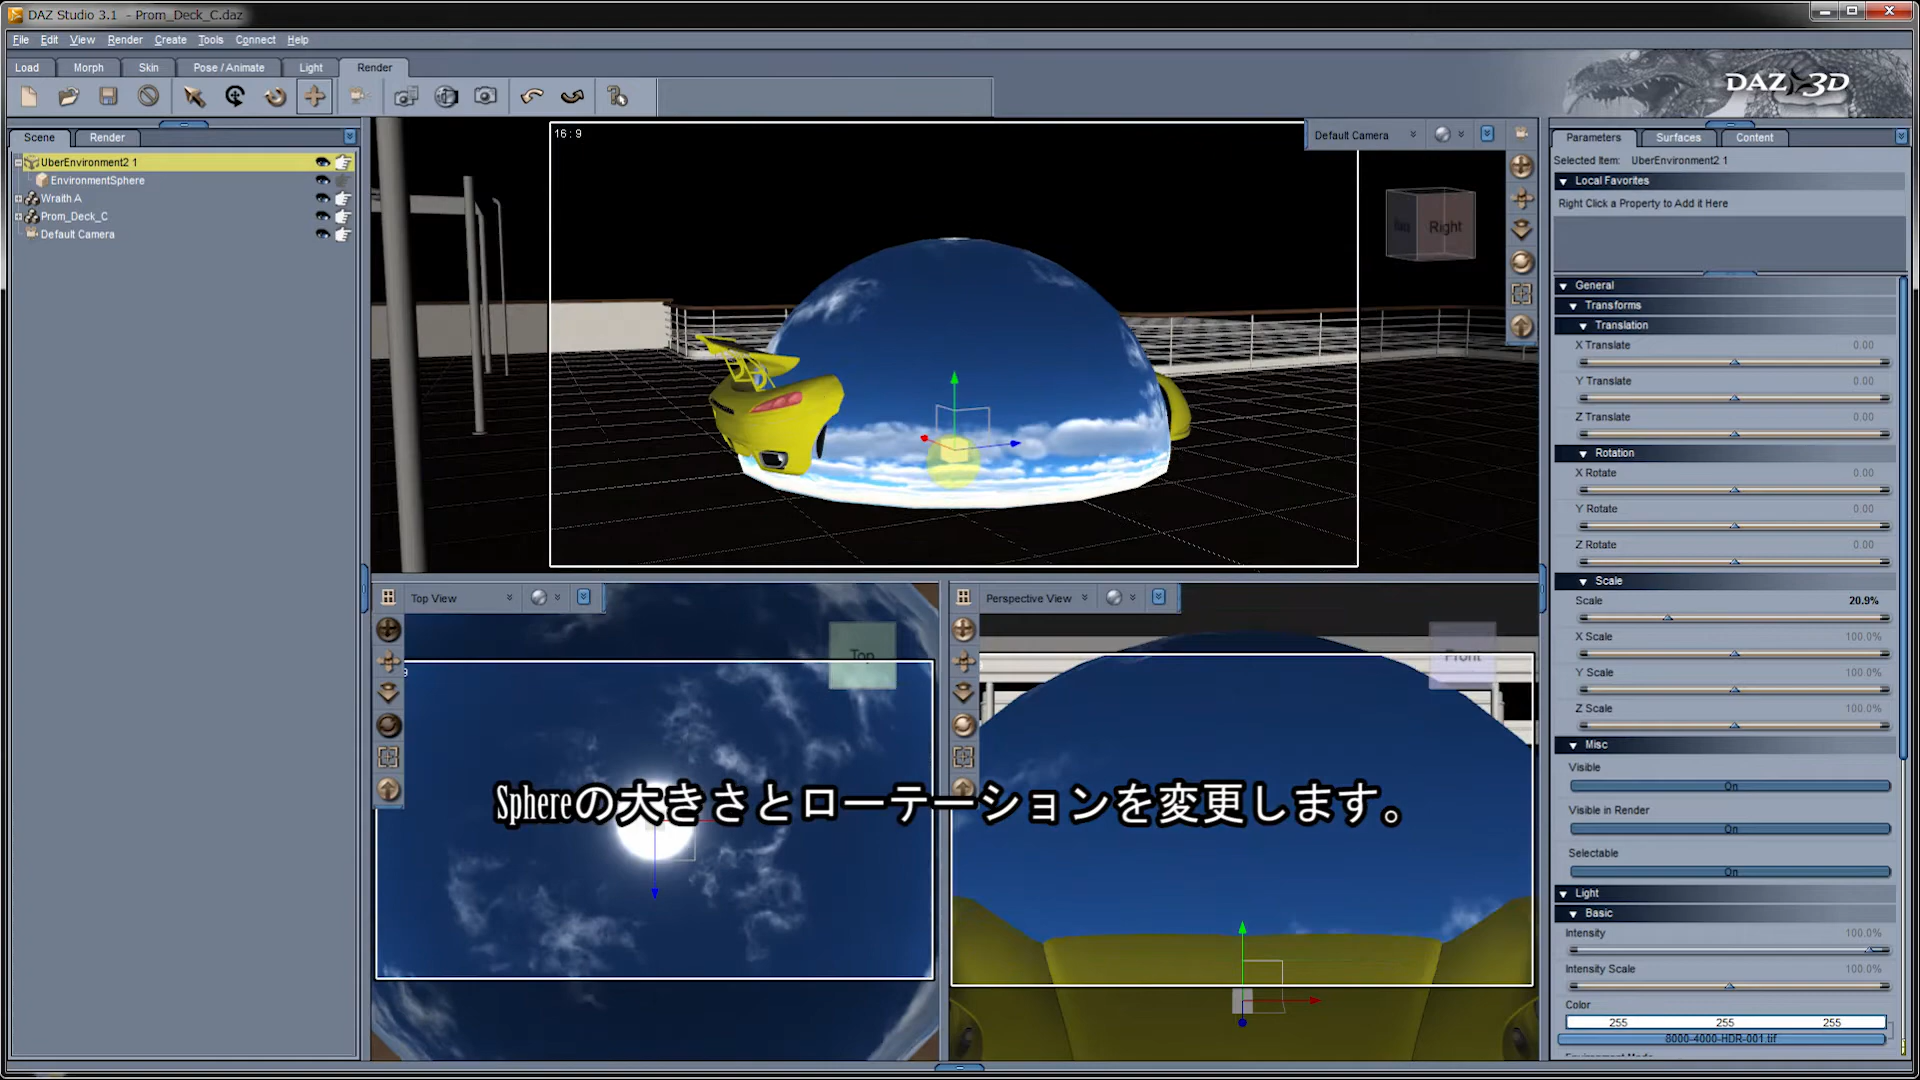 DAZ Studio 3.1 - Prom_Deck_C.daz
File Edit View Render Create Tools Connect Help
Load Morph Skin Pose / Animate Light Render
DAZ 3D
Scene Render
UberEnvironment2 1
EnvironmentSphere
Wraith A
Prom_Deck_C
Default Camera
16 : 9
Default Camera
Right
Top View
Top
Perspective View
Front
Sphereの大きさとローテーションを変更します。
Parameters Surfaces Content
Selected Item: UberEnvironment2 1
Local Favorites
Right Click a Property to Add it Here
General
Transforms
Translation
X Translate 0.00
Y Translate 0.00
Z Translate 0.00
Rotation
X Rotate 0.00
Y Rotate 0.00
Z Rotate 0.00
Scale
Scale 20.9%
X Scale 100.0%
Y Scale 100.0%
Z Scale 100.0%
Misc
Visible
On
Visible in Render
On
Selectable
On
Light
Basic
Intensity 100.0%
Intensity Scale 100.0%
Color
255 255 255
8000-4000-HDR-001.tif